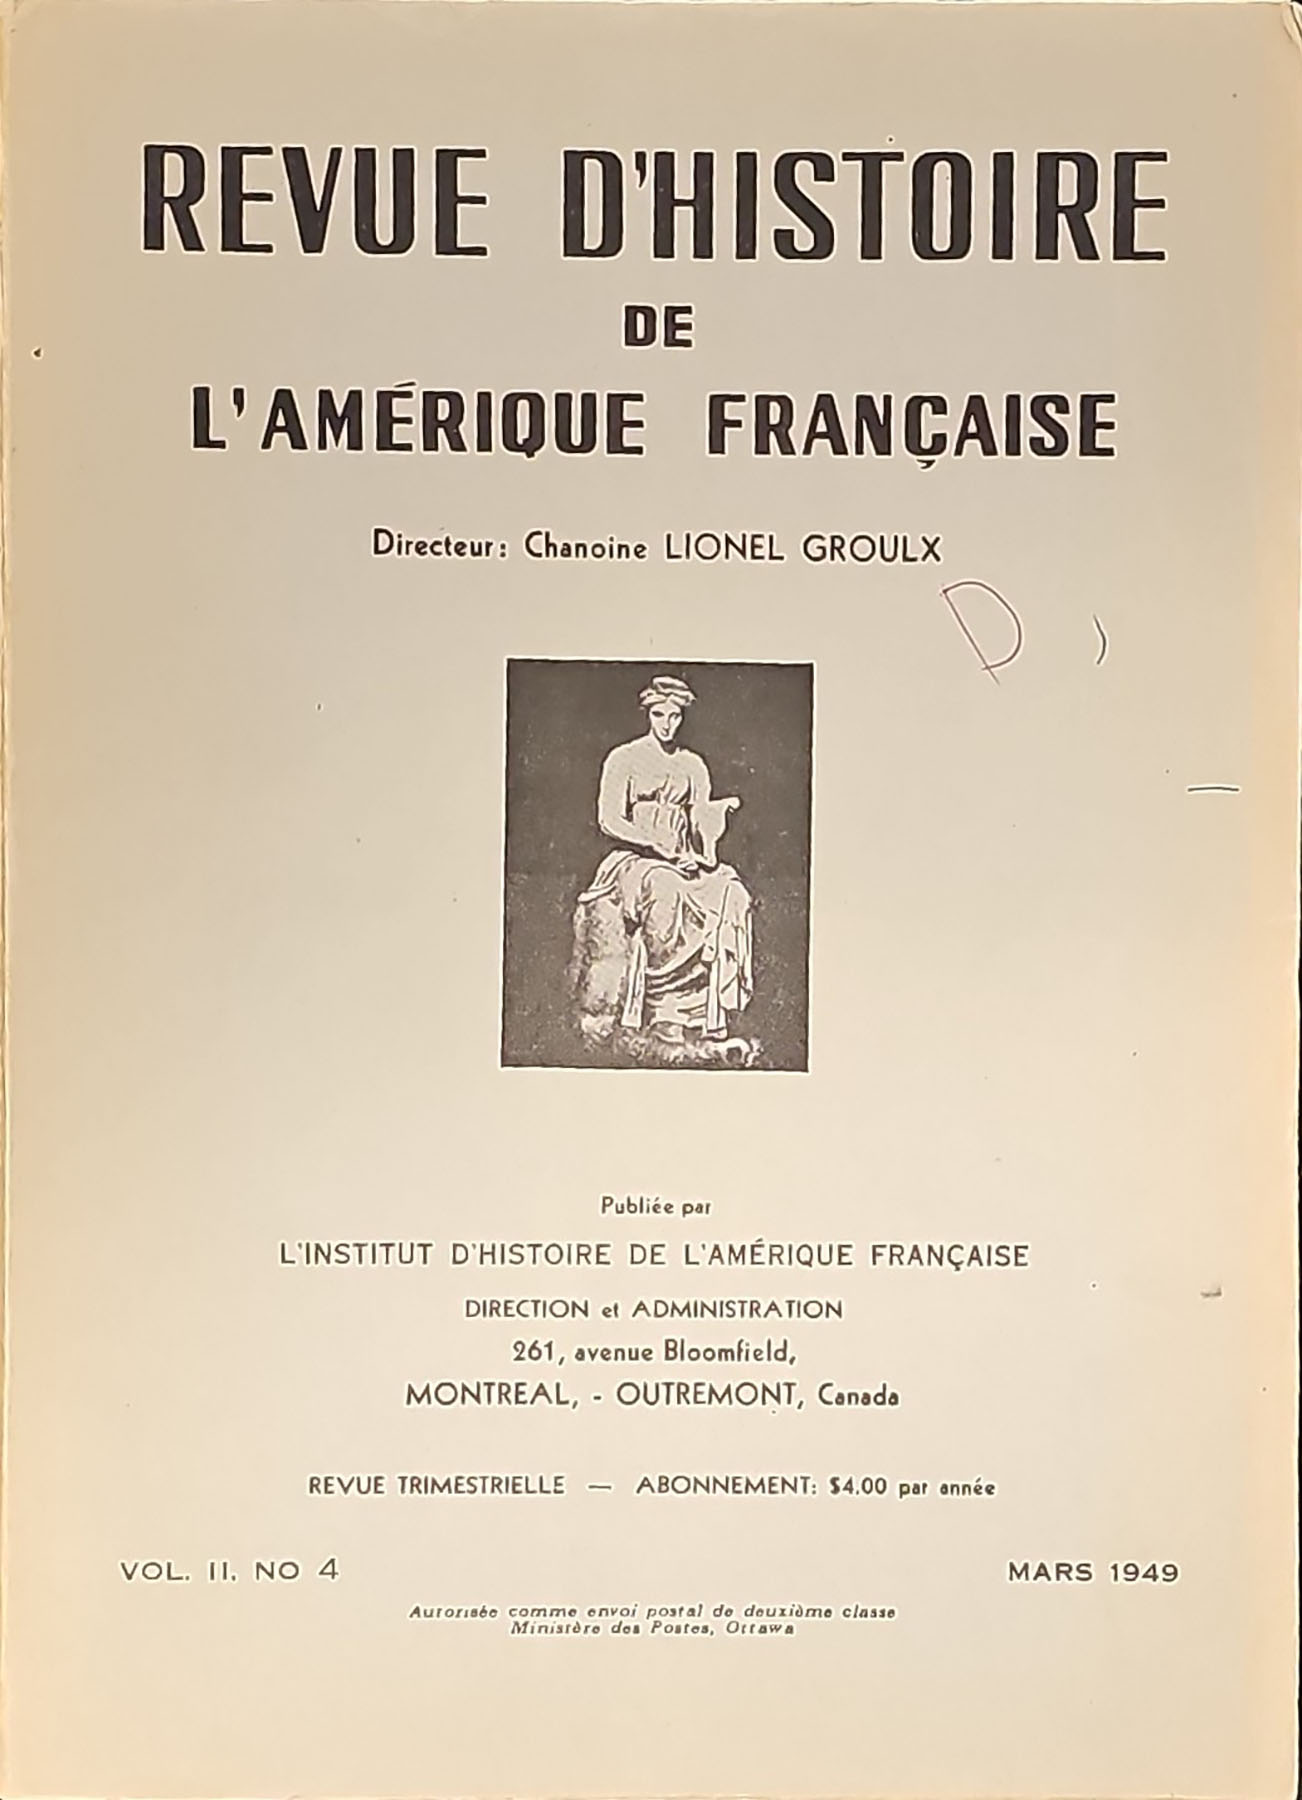 REVUE D'HISTOIRE
DE
L'AMÉRIQUE FRANÇAISE
Directeur: Chanoine LIONEL GROULX
D
Publiée par
L'INSTITUT D'HISTOIRE DE L'AMÉRIQUE FRANÇAISE
DIRECTION et ADMINISTRATION
261, avenue Bloomfield,
MONTREAL, - OUTREMONT, Canada
REVUE TRIMESTRIELLE — ABONNEMENT: $4.00 par année
VOL. II, NO 4 MARS 1949
Autorisée comme envoi postal de deuxième classe
Ministère des Postes, Ottawa